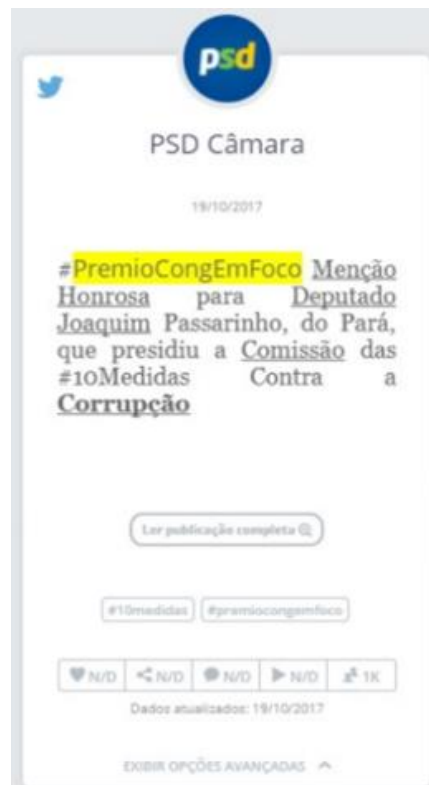 psd
PSD Câmara
19/10/2017
#PremioCongEmFoco Menção
Honrosa para Deputado
Joaquim Passarinho, do Pará,
que presidiu a Comissão das
#10Medidas Contra a
Corrupção
Ler publicação completa
#10medidas #premiocongemfoco
N/D N/D N/D N/D 1K
Dados atualizados: 19/10/2017
EXIBIR OPÇÕES AVANÇADAS